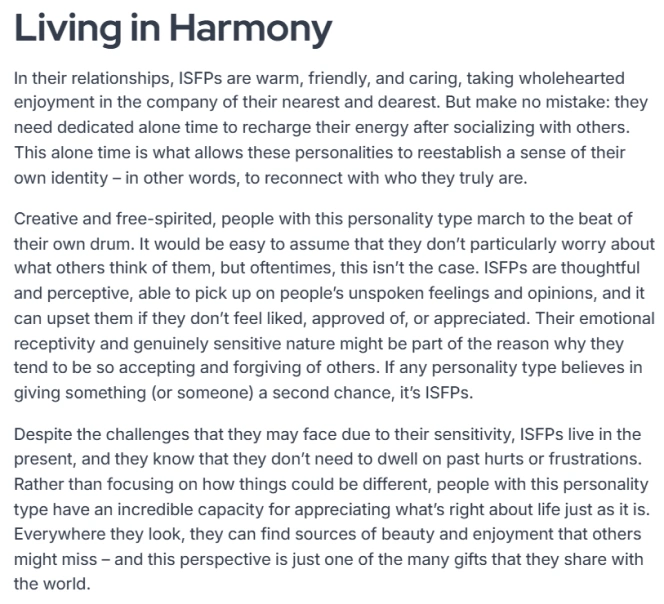 Living in Harmony
In their relationships, ISFPs are warm, friendly, and caring, taking wholehearted
enjoyment in the company of their nearest and dearest. But make no mistake: they
need dedicated alone time to recharge their energy after socializing with others.
This alone time is what allows these personalities to reestablish a sense of their
own identity – in other words, to reconnect with who they truly are.
Creative and free-spirited, people with this personality type march to the beat of
their own drum. It would be easy to assume that they don’t particularly worry about
what others think of them, but oftentimes, this isn’t the case. ISFPs are thoughtful
and perceptive, able to pick up on people’s unspoken feelings and opinions, and it
can upset them if they don’t feel liked, approved of, or appreciated. Their emotional
receptivity and genuinely sensitive nature might be part of the reason why they
tend to be so accepting and forgiving of others. If any personality type believes in
giving something (or someone) a second chance, it’s ISFPs.
Despite the challenges that they may face due to their sensitivity, ISFPs live in the
present, and they know that they don’t need to dwell on past hurts or frustrations.
Rather than focusing on how things could be different, people with this personality
type have an incredible capacity for appreciating what’s right about life just as it is.
Everywhere they look, they can find sources of beauty and enjoyment that others
might miss – and this perspective is just one of the many gifts that they share with
the world.